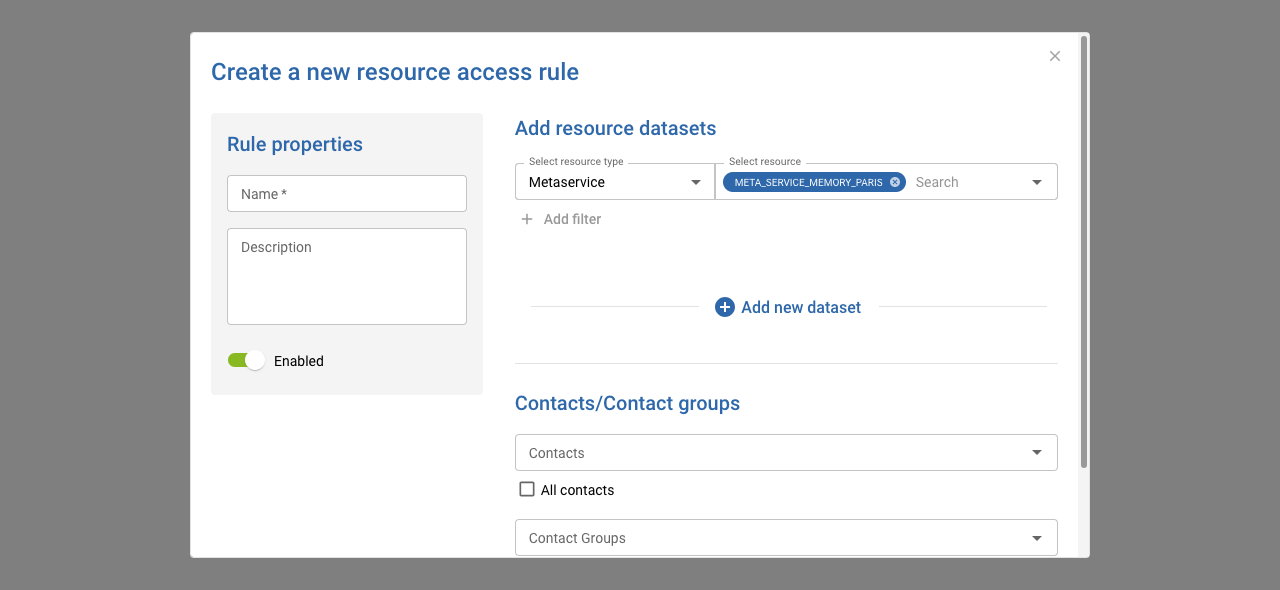 Create a new resource access rule
Rule properties
Name *
Description
Enabled
Add resource datasets
Select resource type
Metaservice
Select resource
META_SERVICE_MEMORY_PARIS
Search
Add filter
Add new dataset
Contacts/Contact groups
Contacts
All contacts
Contact Groups